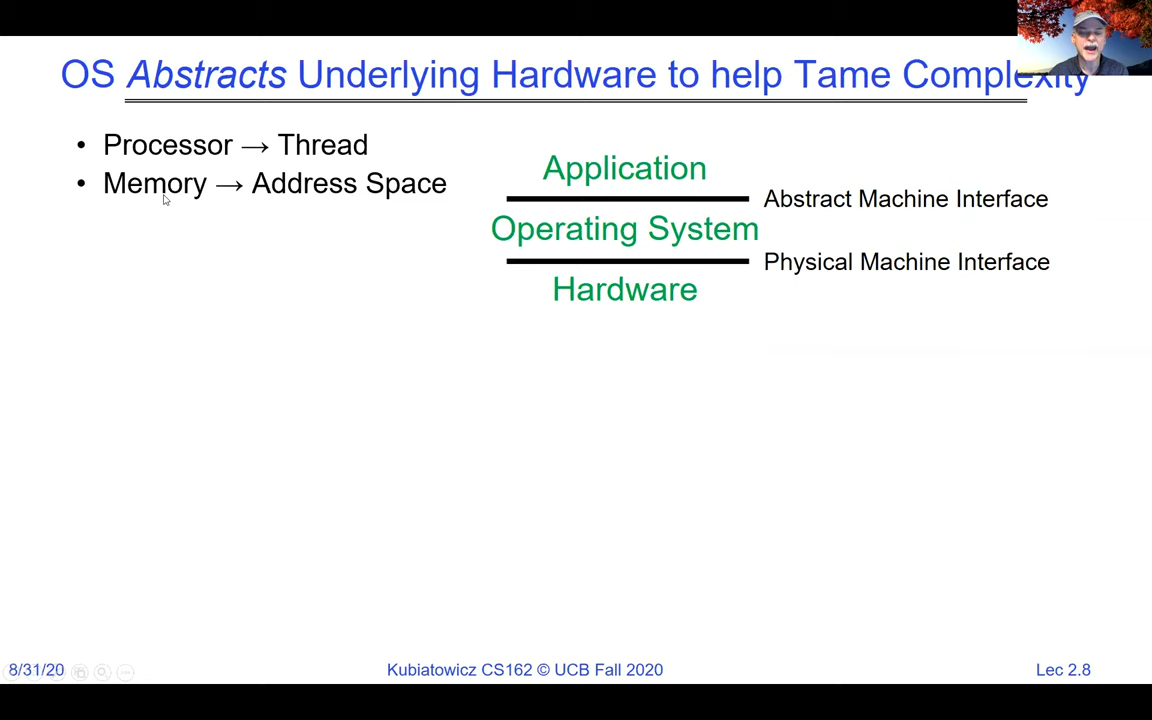 OS Abstracts Underlying Hardware to help Tame Complexity
• Processor → Thread
• Memory → Address Space
Application
Abstract Machine Interface
Operating System
Physical Machine Interface
Hardware
8/31/20
Kubiatowicz CS162 © UCB Fall 2020
Lec 2.8